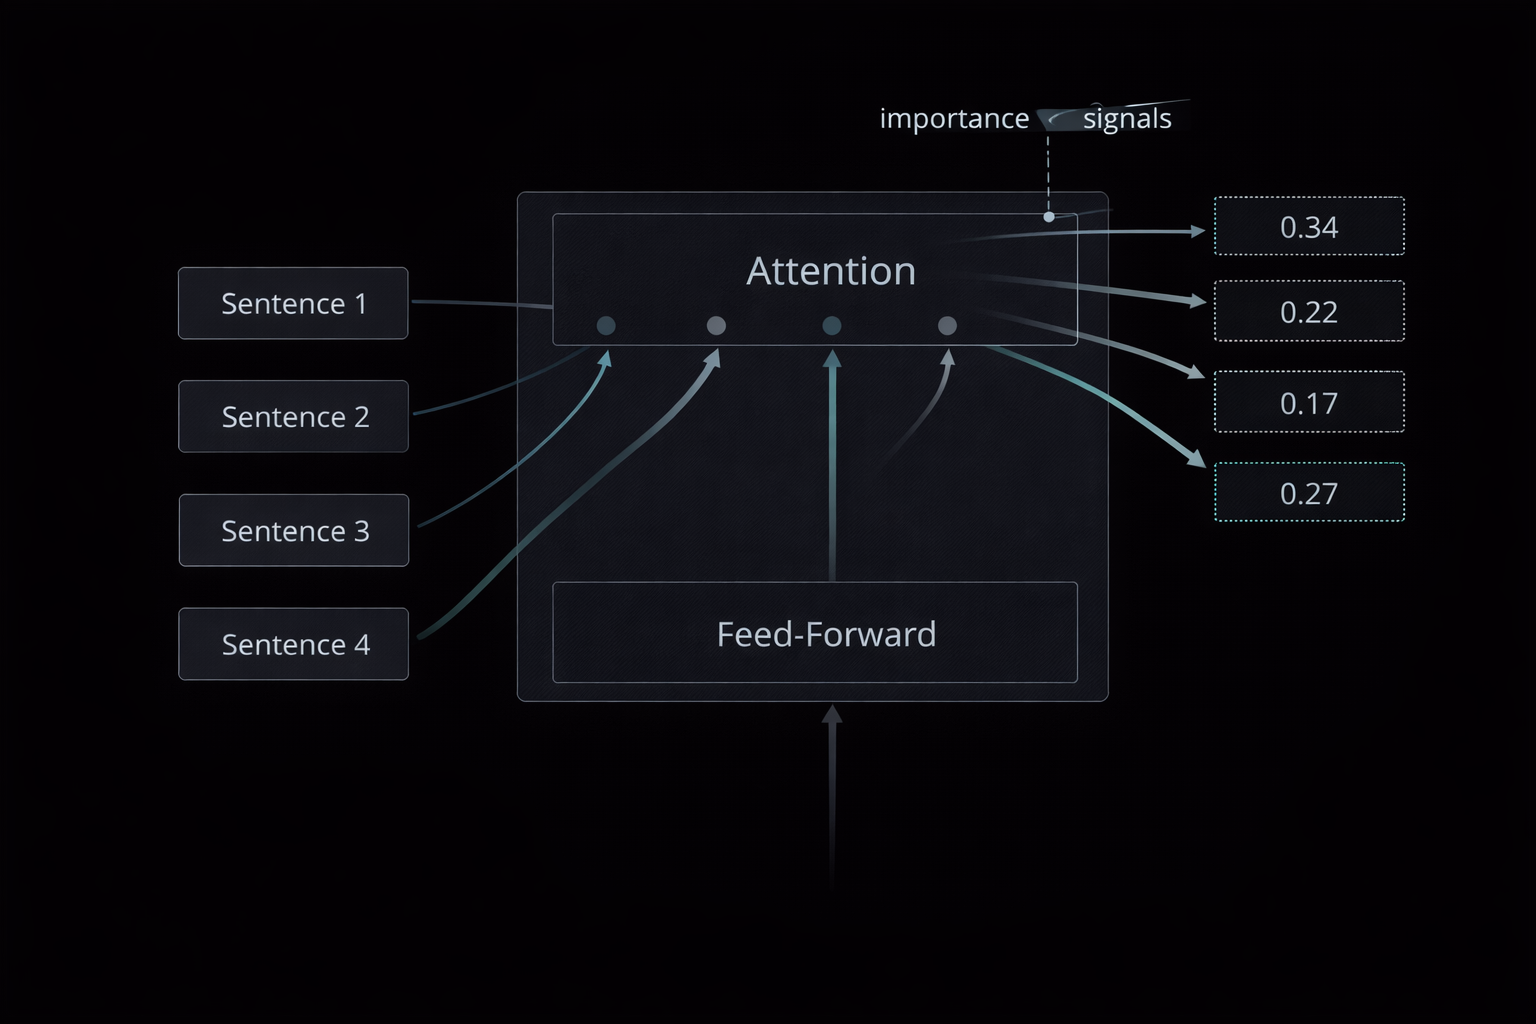 importance signals
Sentence 1
Sentence 2
Sentence 3
Sentence 4
Attention
Feed-Forward
0.34
0.22
0.17
0.27